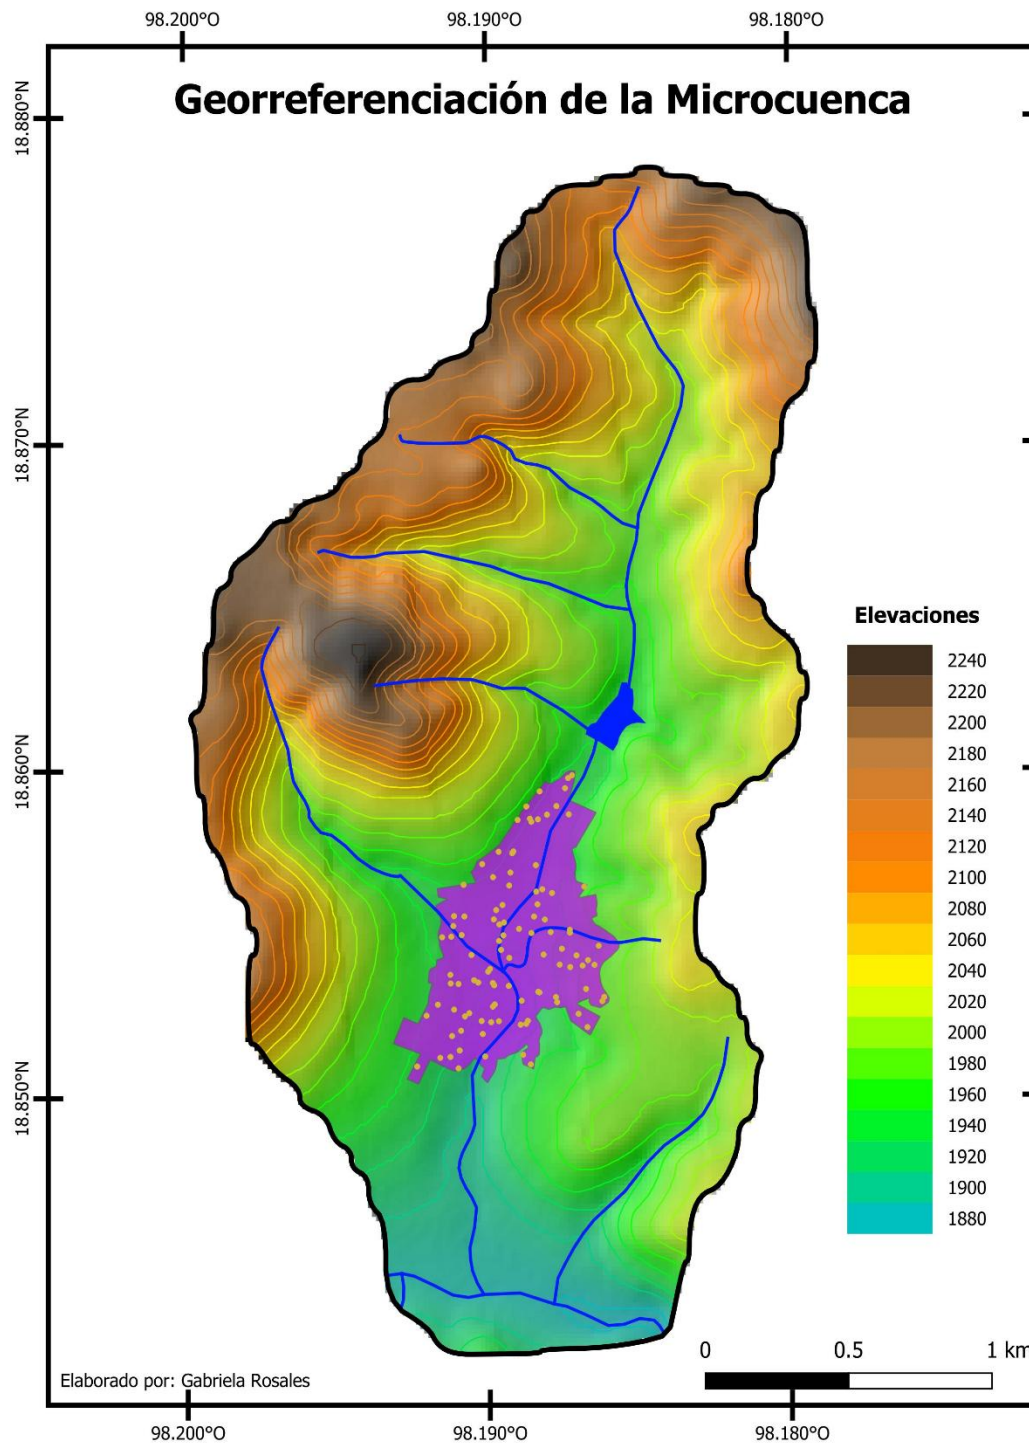 98.200°O 98.190°O 98.180°O
Georreferenciación de la Microcuenca
18.880°N
18.870°N
18.860°N
18.850°N
Elevaciones
2240
2220
2200
2180
2160
2140
2120
2100
2080
2060
2040
2020
2000
1980
1960
1940
1920
1900
1880
0 0.5 1 km
Elaborado por: Gabriela Rosales
98.200°O 98.190°O 98.180°O